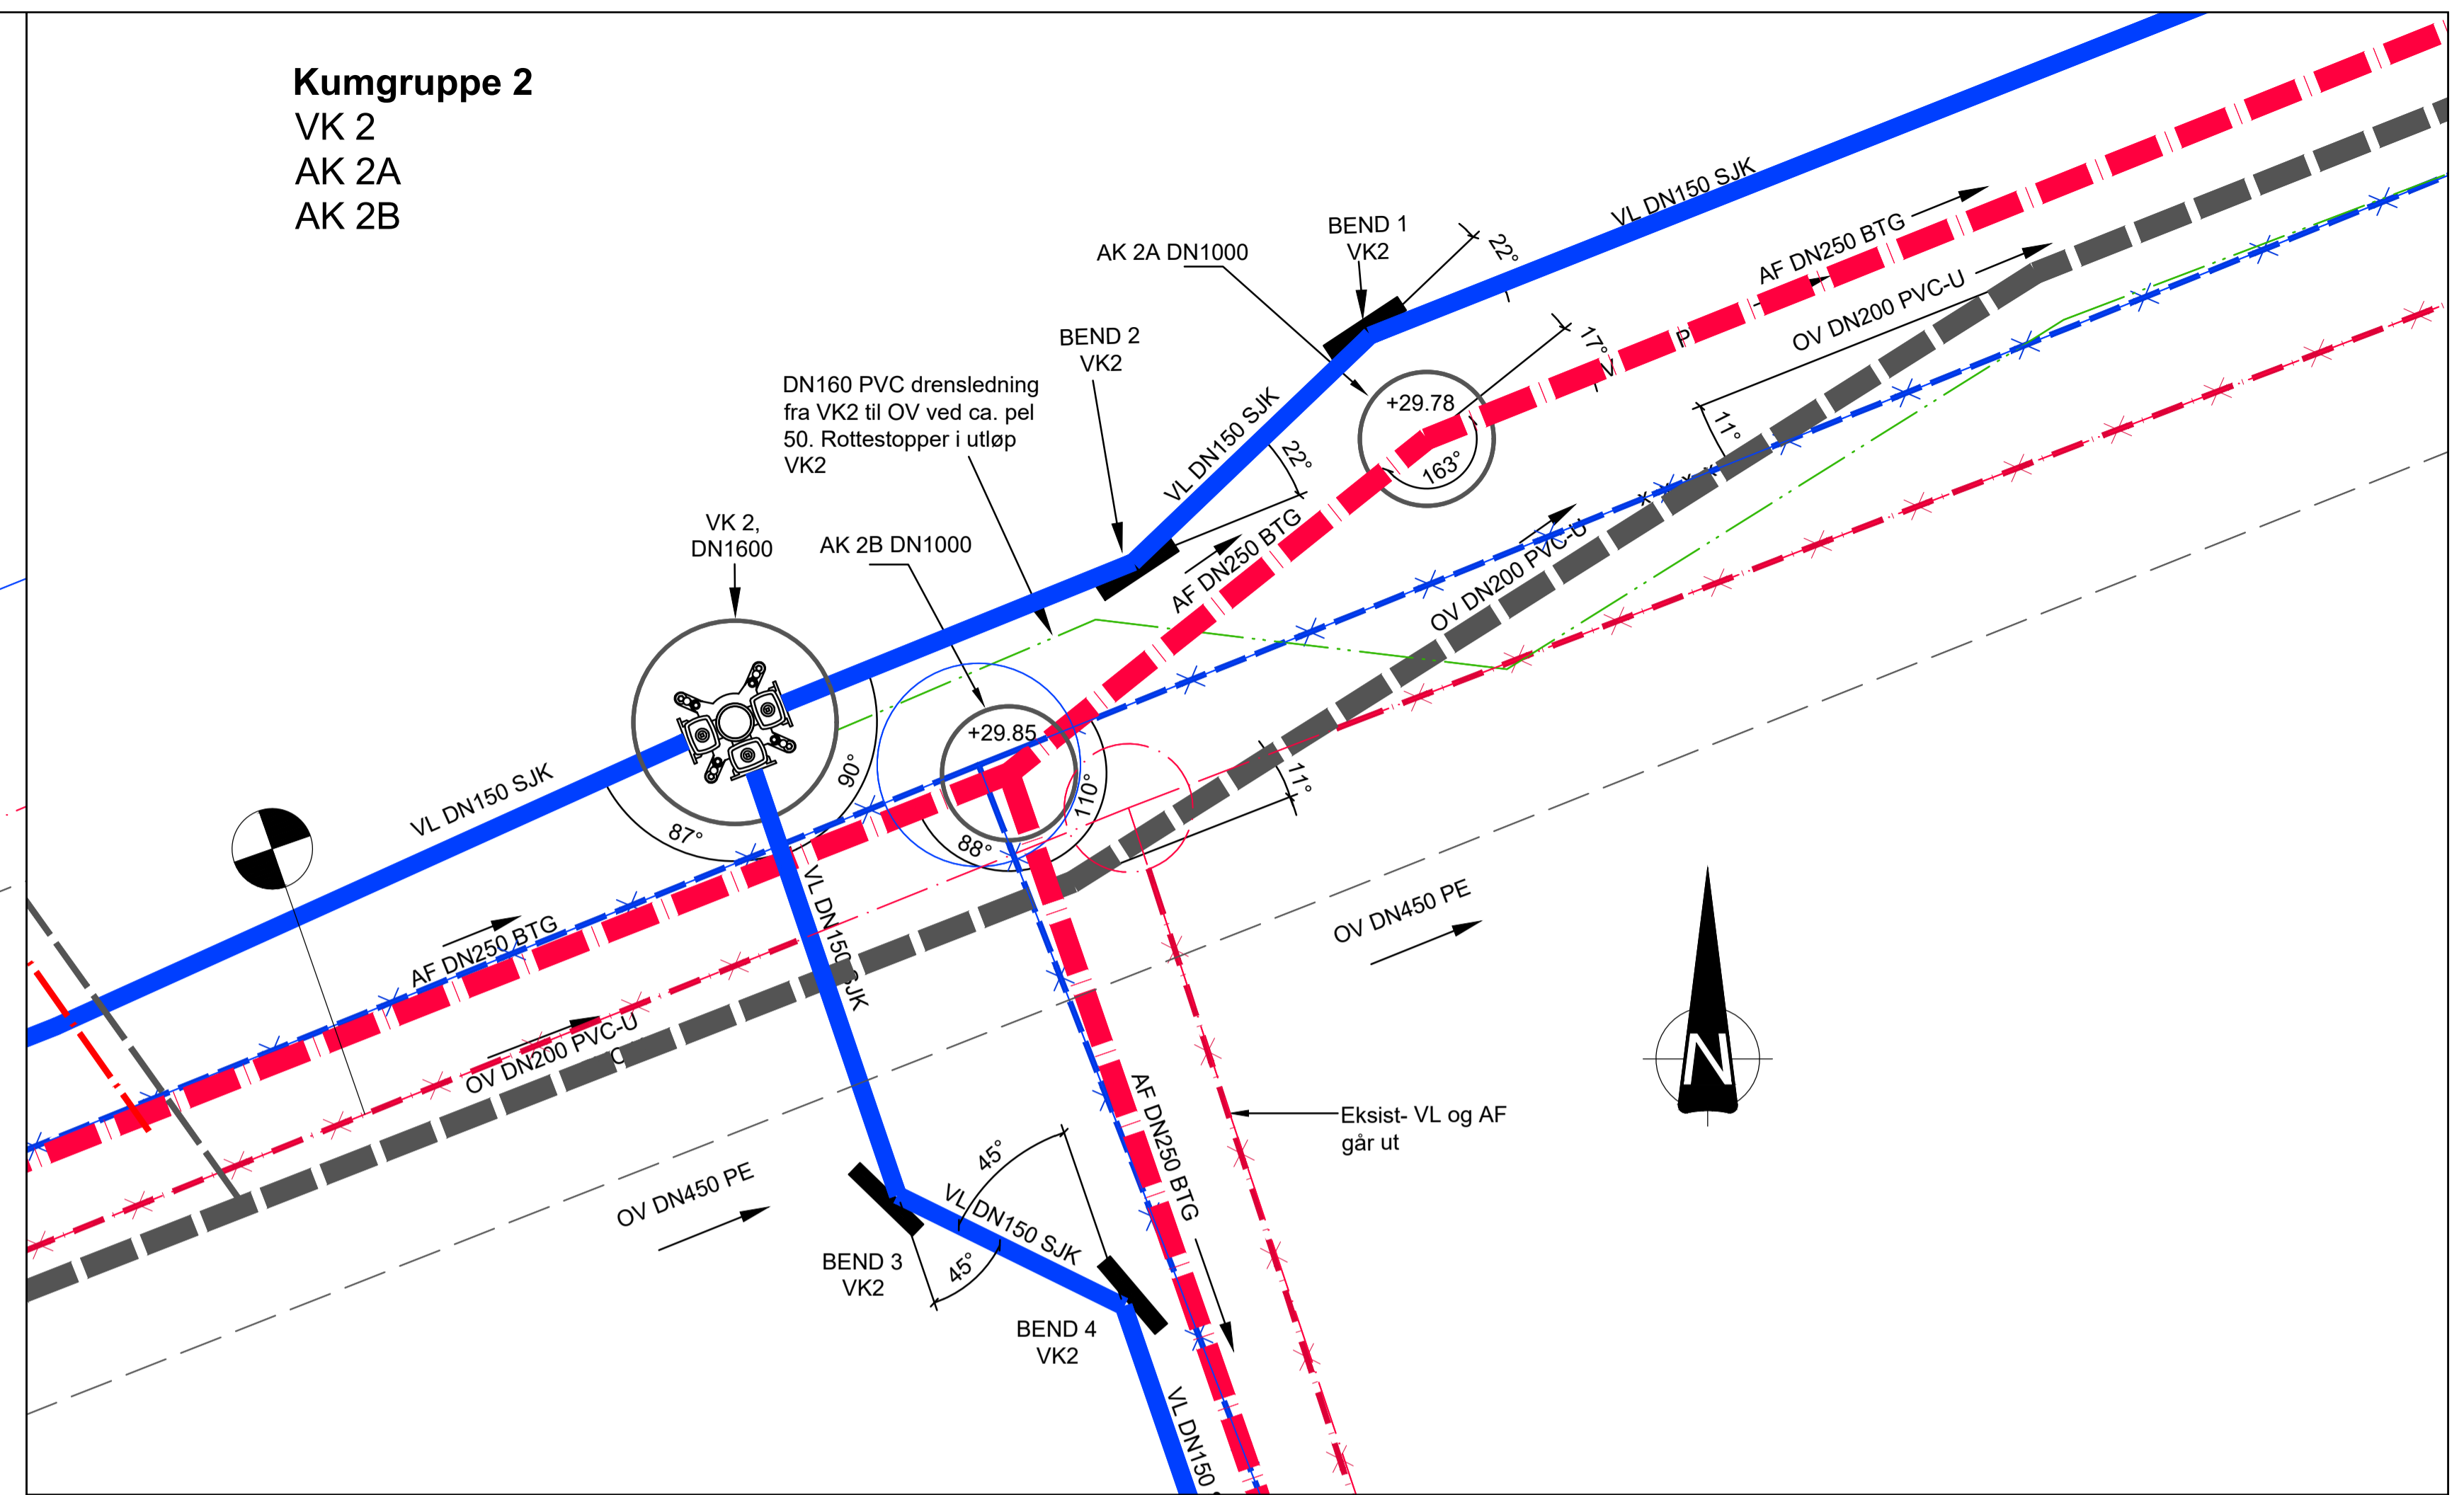 Kumgruppe 2
VK 2
AK 2A
AK 2B
AK 2A DN1000
BEND 1
VK2
22°
VL DN150 SJK
AF DN250 BTG
OV DN200 PVC-U
BEND 2
VK2
17°
V
P
+29.78
163°
11°
DN160 PVC drensledning
fra VK2 til OV ved ca. pel
50. Rottestopper i utløp
VK2
VL DN150 SJK
22°
VK 2,
DN1600
AK 2B DN1000
AF DN250 BTG
OV DN200 PVC-U
+29.85
90°
110°
11°
87°
88°
VL DN150 SJK
VL DN150 SJK
AF DN250 BTG
OV DN200 PVC-U
OV DN450 PE
N
AF DN250 BTG
Eksist- VL og AF
går ut
OV DN450 PE
45°
VL DN150 SJK
45°
BEND 3
VK2
BEND 4
VK2
VL DN150